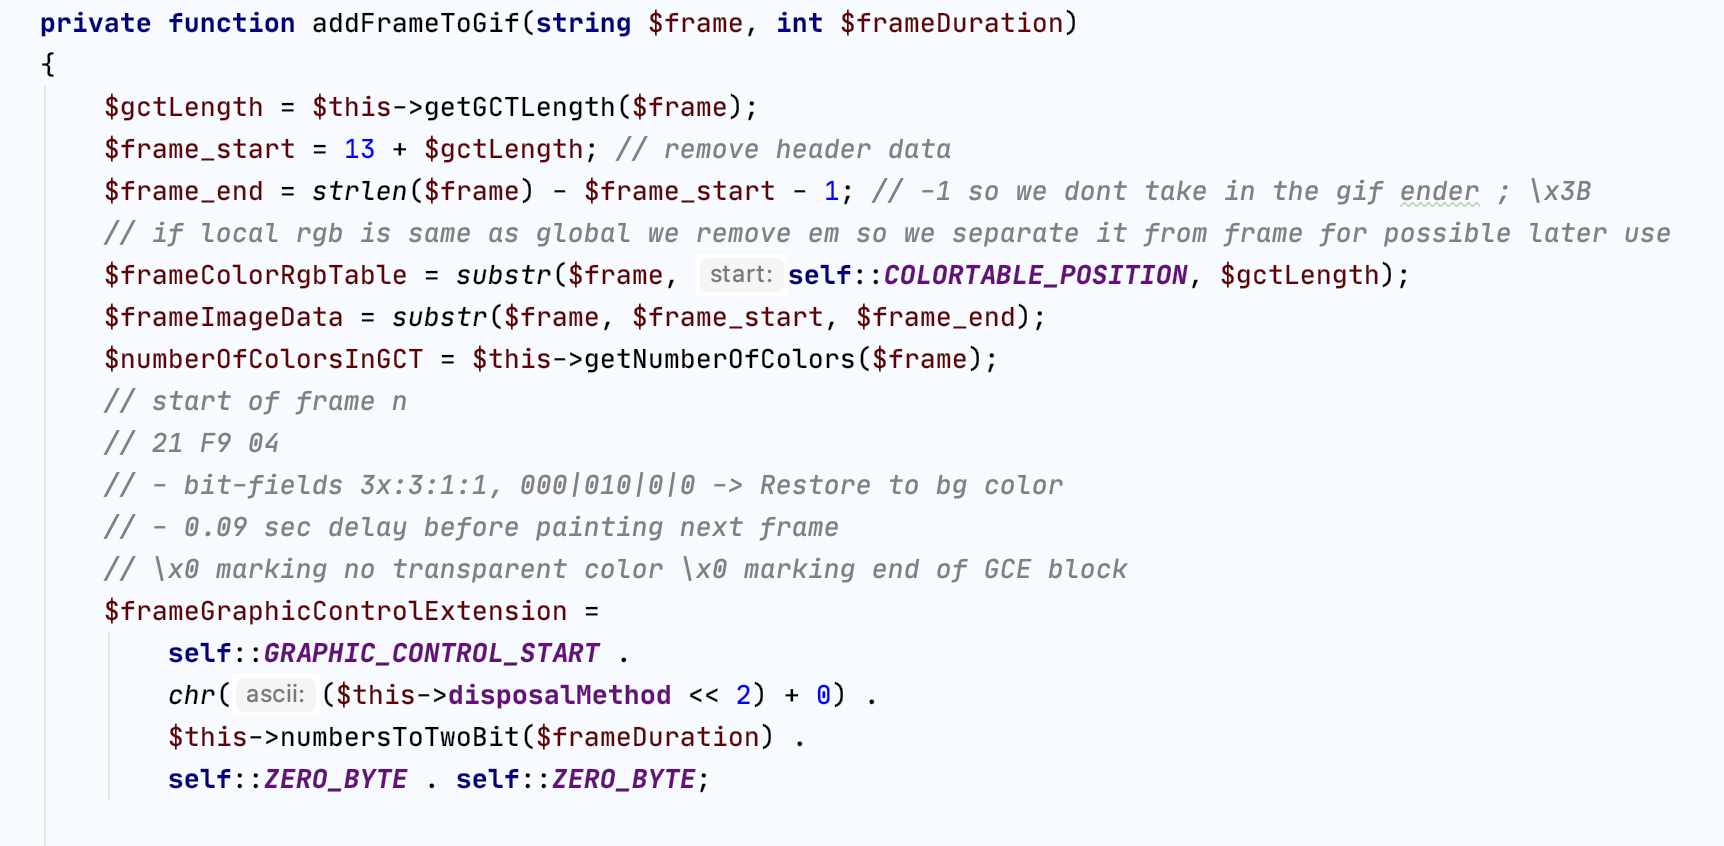 private function addFrameToGif(string $frame, int $frameDuration)
{
$gctLength = $this->getGCTLength($frame);
$frame_start = 13 + $gctLength; // remove header data
$frame_end = strlen($frame) - $frame_start - 1; // -1 so we dont take in the gif ender ; \x3B
// if local rgb is same as global we remove em so we separate it from frame for possible later use
$frameColorRgbTable = substr($frame, start: self::COLORTABLE_POSITION, $gctLength);
$frameImageData = substr($frame, $frame_start, $frame_end);
$numberOfColorsInGCT = $this->getNumberOfColors($frame);
// start of frame n
// 21 F9 04
// - bit-fields 3x:3:1:1, 000|010|0|0 -> Restore to bg color
// - 0.09 sec delay before painting next frame
// \x0 marking no transparent color \x0 marking end of GCE block
$frameGraphicControlExtension =
self::GRAPHIC_CONTROL_START .
chr( ascii: ($this->disposalMethod << 2) + 0) .
$this->numbersToTwoBit($frameDuration) .
self::ZERO_BYTE . self::ZERO_BYTE;